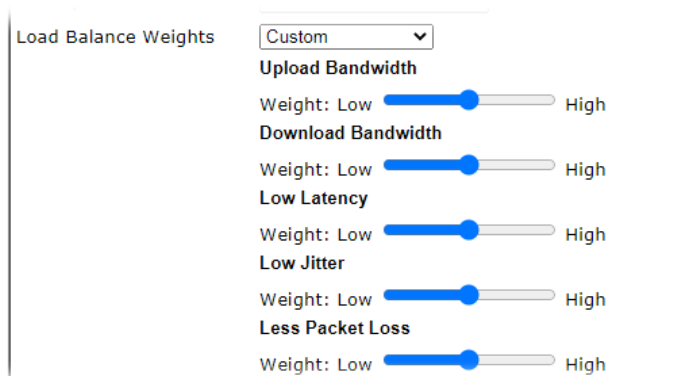 Load Balance Weights Custom
Upload Bandwidth
Weight: Low High
Download Bandwidth
Weight: Low High
Low Latency
Weight: Low High
Low Jitter
Weight: Low High
Less Packet Loss
Weight: Low High